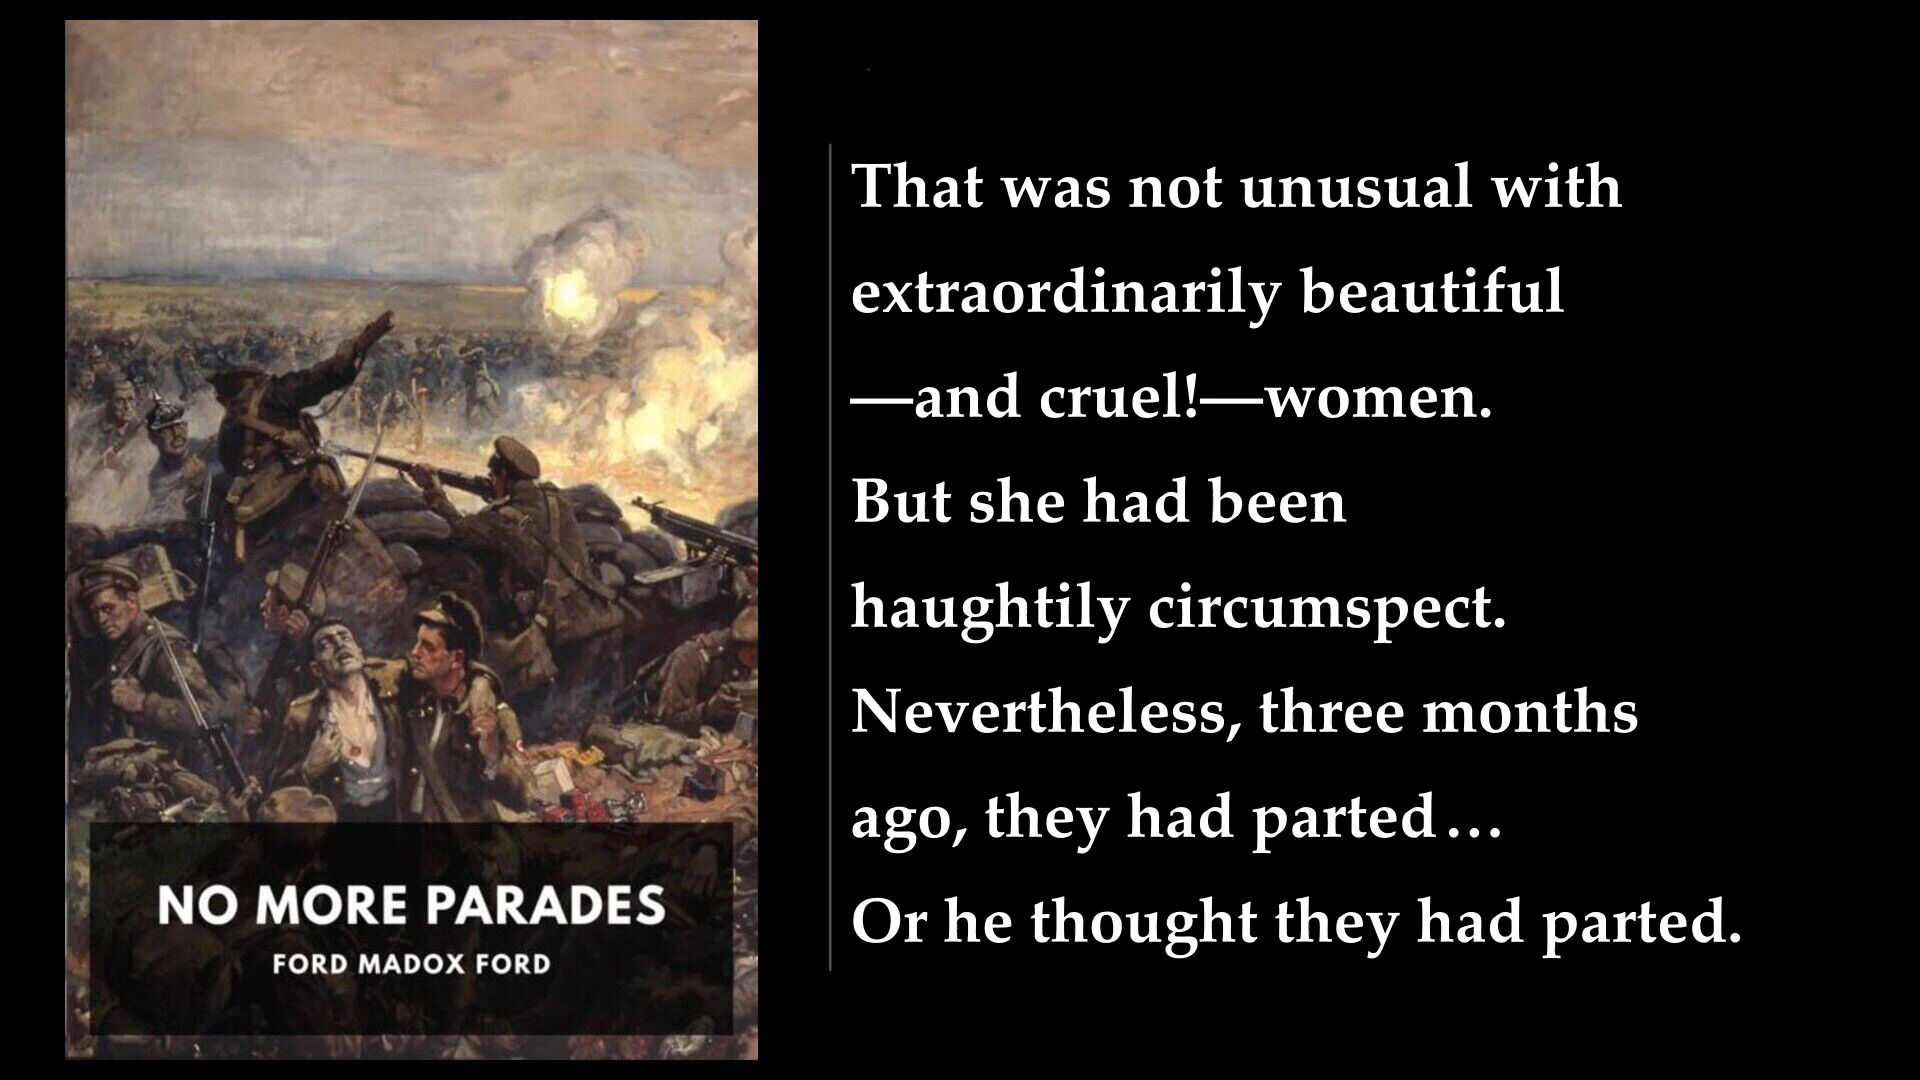 NO MORE PARADES
FORD MADOX FORD
That was not unusual with
extraordinarily beautiful
—and cruel!—women.
But she had been
haughtily circumspect.
Nevertheless, three months
ago, they had parted…
Or he thought they had parted.